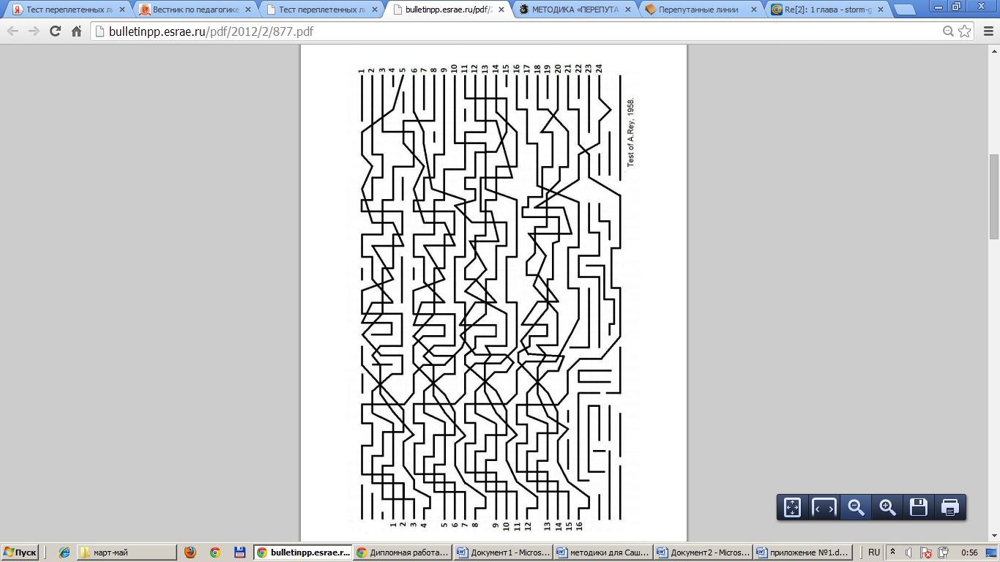 Тест переплетенных ли
Вестник по педагогике
Тест переплетенных ли
bulletinpp.esrae.ru/pdf/2
МЕТОДИКА «ПЕРЕПУТА
Перепутанные линии
Re[2]: 1 глава - storm-g
bulletinpp.esrae.ru/pdf/2012/2/877.pdf
1 2 3 4 5 6 7 8 9 10 11 12 13 14 15 16 17 18 19 20 21 22 23 24
Test of A.Rey, 1958.
1 2 3 4 5 6 7 8 9 10 11 12 13 14 15 16
Пуск
март-май
bulletinpp.esrae.r...
Дипломная работа...
Документ1 - Micros...
методики для Саш...
Документ2 - Micros...
приложение №1.d...
RU
0:56